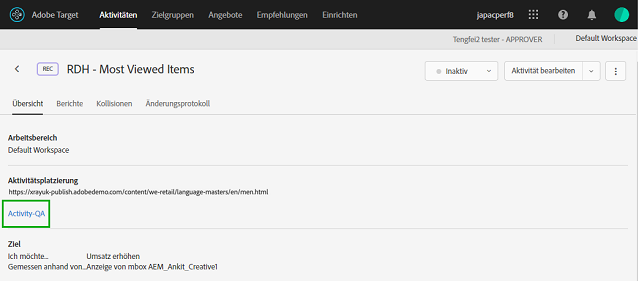 Adobe Target Aktivitäten Zielgruppen Angebote Empfehlungen Einrichten japacperf8
Tengfei2 tester - APPROVER Default Workspace
REC RDH - Most Viewed Items Inaktiv Aktivität bearbeiten
Übersicht Berichte Kollisionen Änderungsprotokoll
Arbeitsbereich
Default Workspace
Aktivitätsplatzierung
https://xrayuk-publish.adobedemo.com/content/we-retail/language-masters/en/men.html
Activity-QA
Ziel
Ich möchte... Umsatz erhöhen
Gemessen anhand von... Anzeige von mbox AEM_Ankit_Creative1